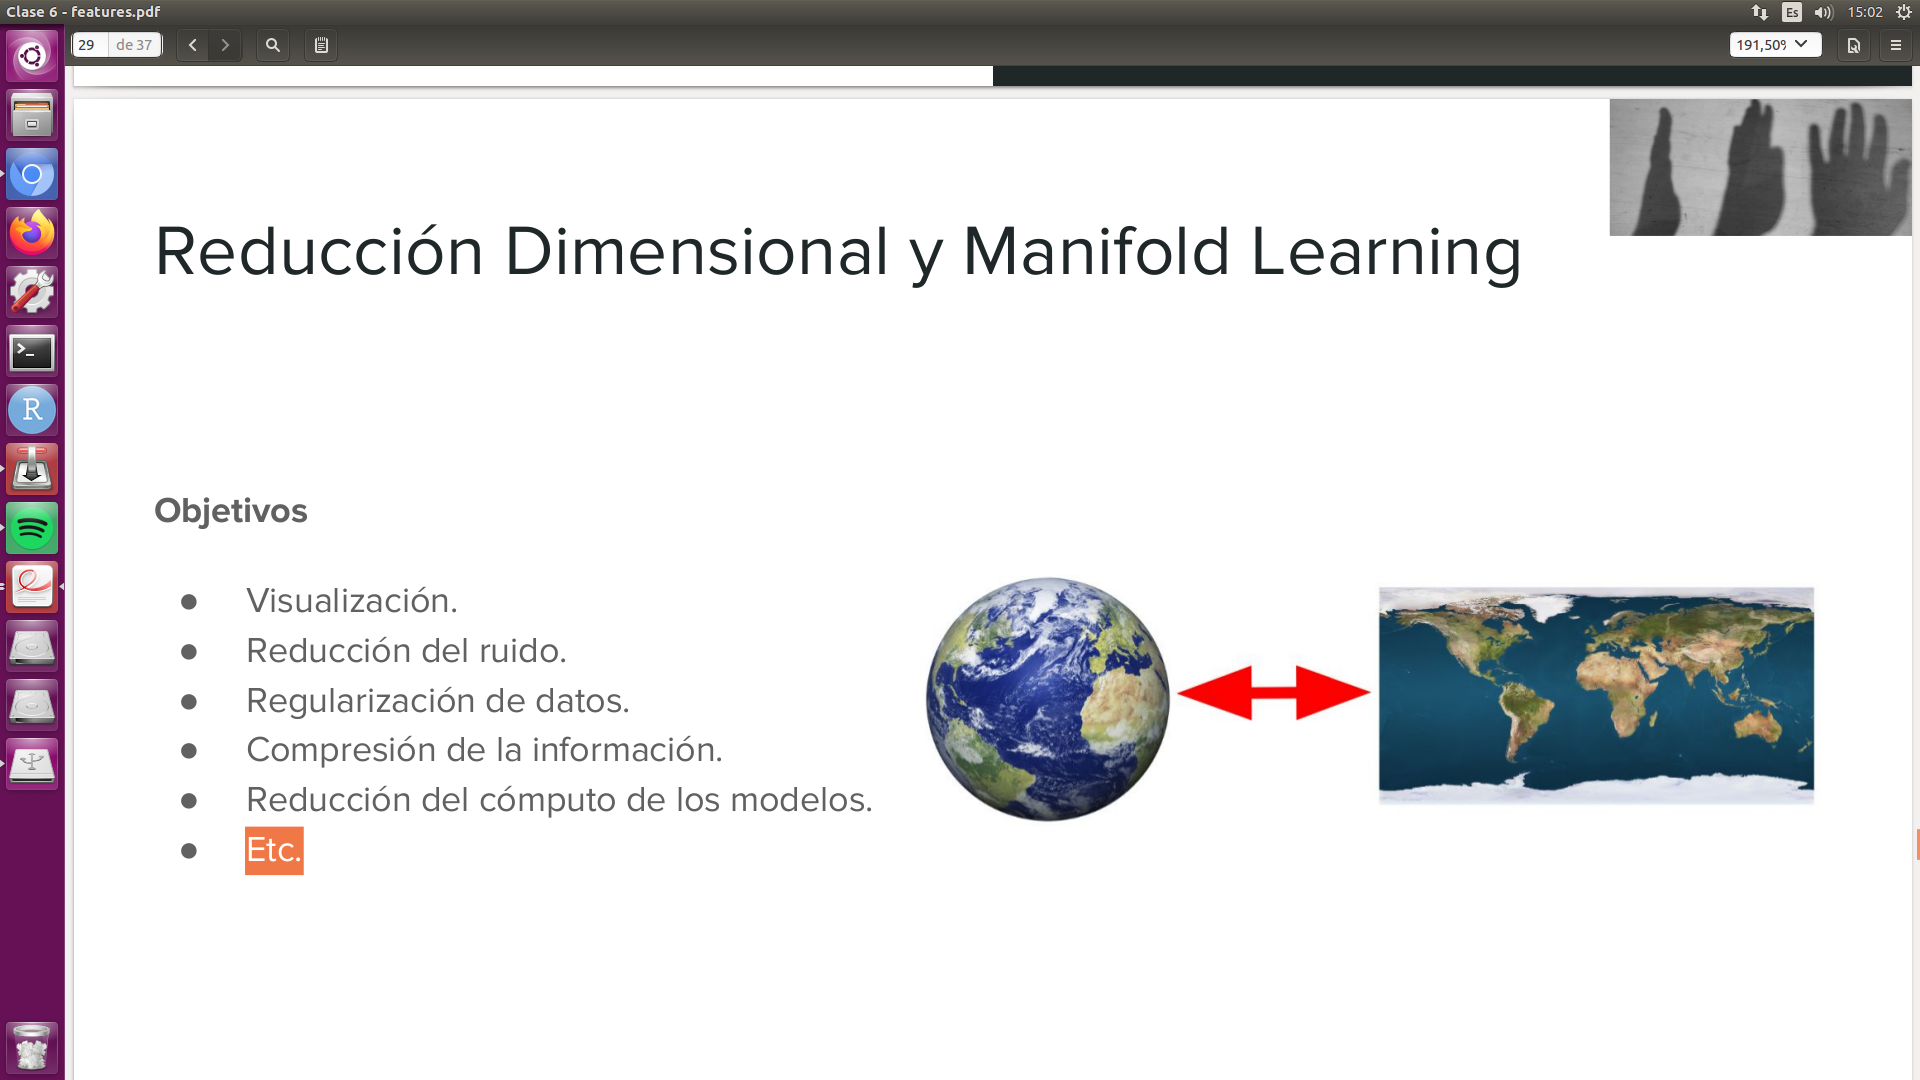 Clase 6 - features.pdf
Es
15:02
29
de 37
191,50%
Reducción Dimensional y Manifold Learning
Objetivos
● Visualización.
● Reducción del ruido.
● Regularización de datos.
● Compresión de la información.
● Reducción del cómputo de los modelos.
● Etc.
R